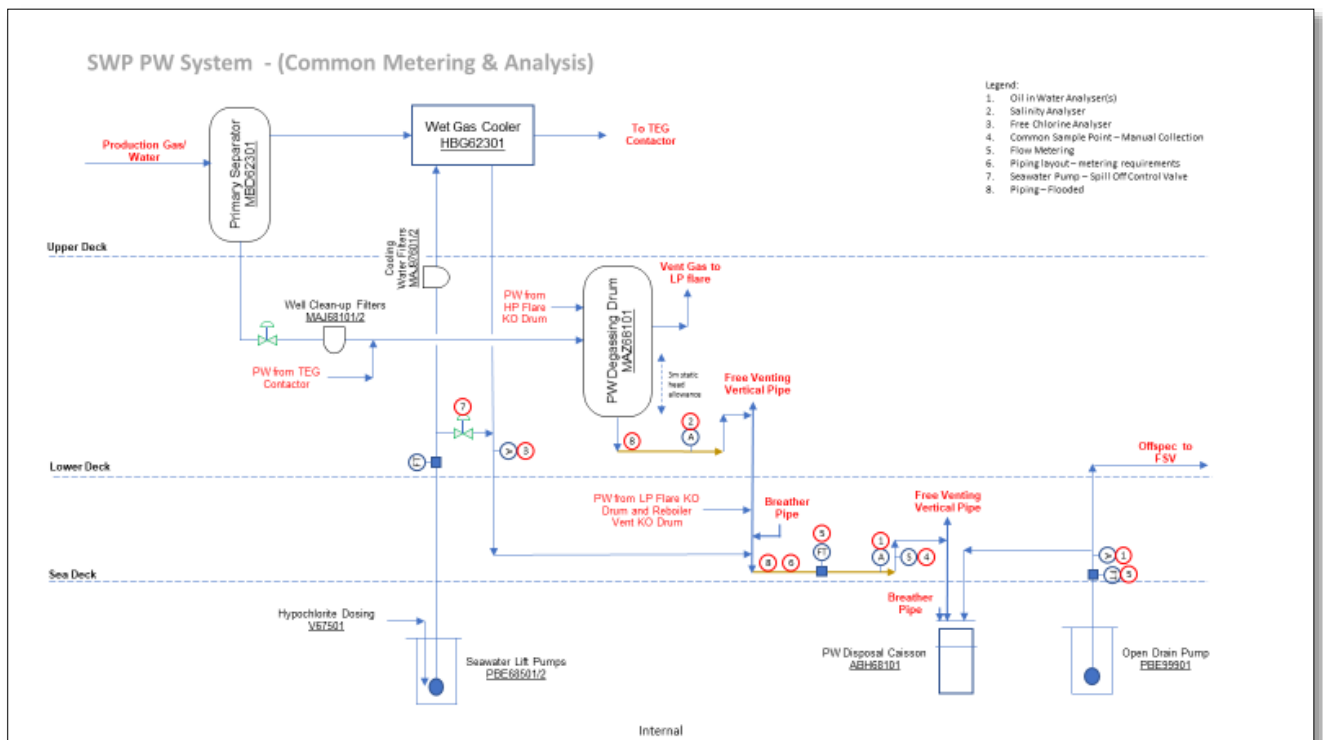 SWP PW System - (Common Metering & Analysis)
Legend:
1. Oil in Water Analyser(s)
2. Salinity Analyser
3. Free Chlorine Analyser
4. Common Sample Point – Manual Collection
5. Flow Metering
6. Piping layout – metering requirements
7. Seawater Pump – Spill Off Control Valve
8. Piping – Flooded
Production Gas/
Water
Primary Separator
MBD62301
Wet Gas Cooler
HBG62301
To TEG
Contactor
Upper Deck
Cooling
Water Filters
MAJ97601/2
Vent Gas to
LP flare
PW from
HP Flare
KO Drum
PW Degassing Drum
MAZ68101
Well Clean-up Filters
MAJ68101/2
PW from TEG
Contactor
3m static
head
allowance
Free Venting
Vertical Pipe
7
2
A
8
A
3
FT
Lower Deck
Offspec to
FSV
PW from LP Flare KO
Drum and Reboiler
Vent KO Drum
Breather
Pipe
Free Venting
Vertical Pipe
5
FT
1
A
S
4
8
6
A
1
FT
5
Sea Deck
Breather
Pipe
Hypochlorite Dosing
V67501
Seawater Lift Pumps
PBE68501/2
PW Disposal Caisson
ABH68101
Open Drain Pump
PBE99901
Internal